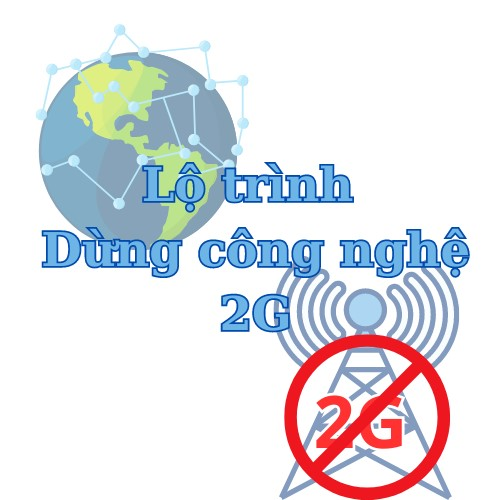 Lộ trình
Dừng công nghệ
2G
2G